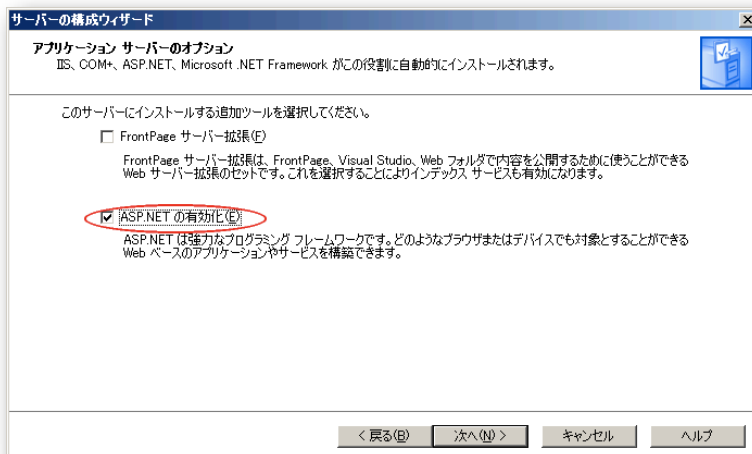 サーバーの構成ウィザード
アプリケーション サーバーのオプション
IIS、COM+、ASP.NET、Microsoft .NET Framework がこの役割に自動的にインストールされます。
このサーバーにインストールする追加ツールを選択してください。
FrontPage サーバー拡張(F)
FrontPage サーバー拡張は、FrontPage、Visual Studio、Web フォルダで内容を公開するために使うことができる
Web サーバー拡張のセットです。これを選択することによりインデックス サービスも有効になります。
ASP.NET の有効化(E)
ASP.NET は強力なプログラミング フレームワークです。どのようなブラウザまたはデバイスでも対象とすることができる
Web ベースのアプリケーションやサービスを構築できます。
< 戻る(B) 次へ(N) > キャンセル ヘルプ